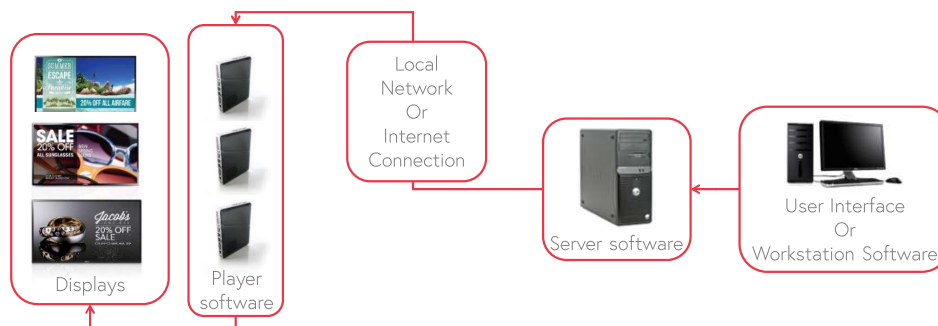 SUMMER
ESCAPE
20% OFF ALL AIRFARE
SALE
20% OFF
ALL SUNGLASSES
Jacob's
20% OFF
SALE
Displays
Player
software
Local
Network
Or
Internet
Connection
Server software
User Interface
Or
Workstation Software